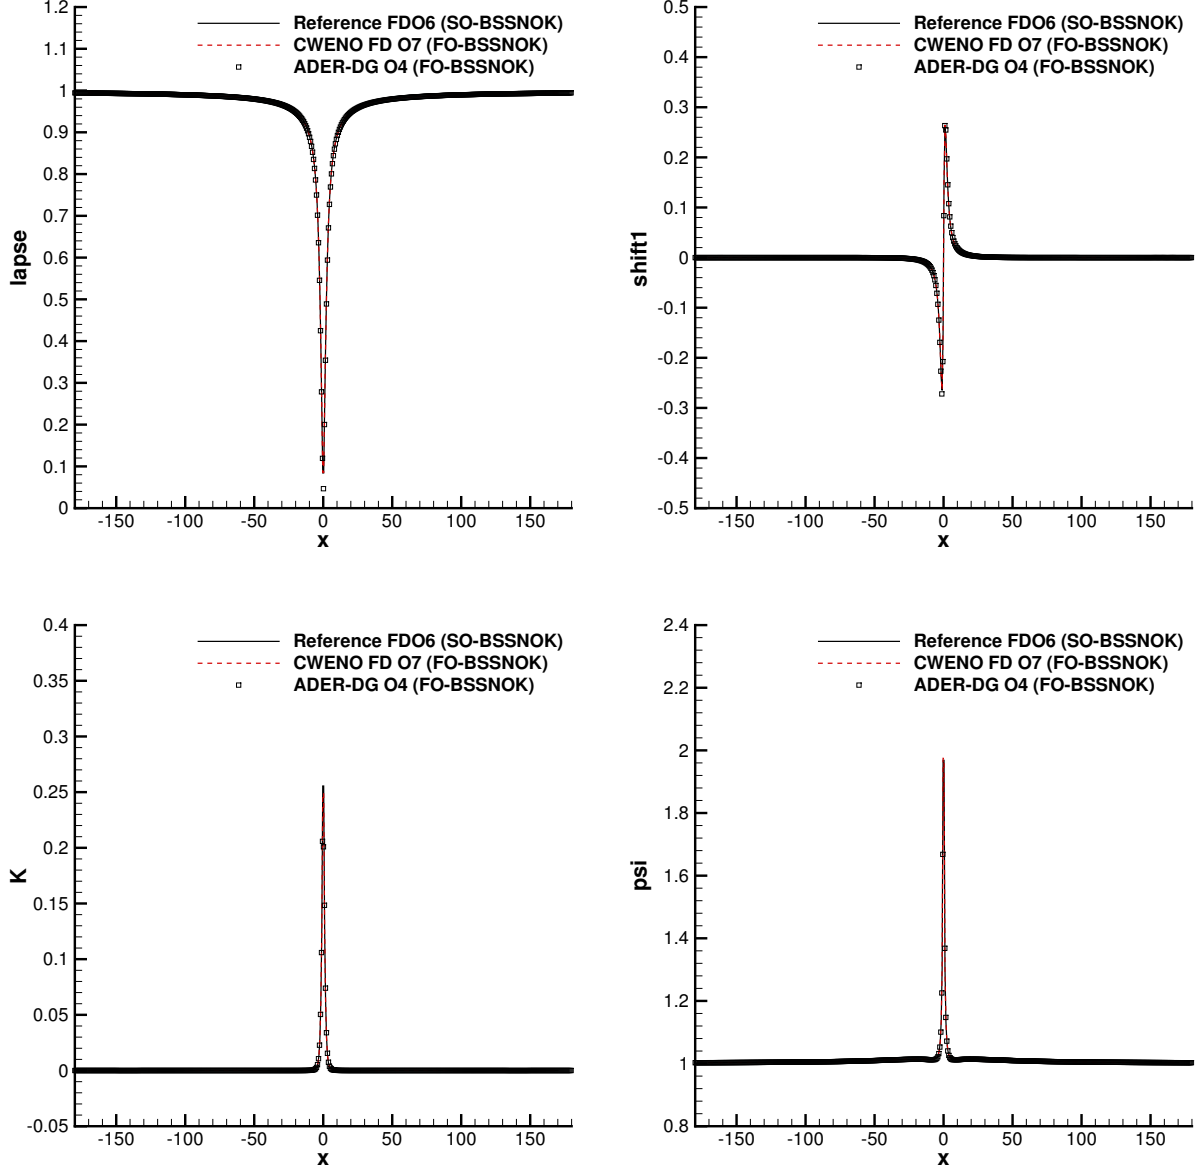 1.2
1.1
1
0.9
0.8
0.7
0.6
0.5
0.4
0.3
0.2
0.1
0
lapse
-150 -100 -50 0 50 100 150
x
Reference FDO6 (SO-BSSNOK)
CWENO FD O7 (FO-BSSNOK)
ADER-DG O4 (FO-BSSNOK)
0.5
0.4
0.3
0.2
0.1
0
-0.1
-0.2
-0.3
-0.4
-0.5
shift1
-150 -100 -50 0 50 100 150
x
Reference FDO6 (SO-BSSNOK)
CWENO FD O7 (FO-BSSNOK)
ADER-DG O4 (FO-BSSNOK)
0.4
0.35
0.3
0.25
0.2
0.15
0.1
0.05
0
-0.05
K
-150 -100 -50 0 50 100 150
x
Reference FDO6 (SO-BSSNOK)
CWENO FD O7 (FO-BSSNOK)
ADER-DG O4 (FO-BSSNOK)
2.4
2.2
2
1.8
1.6
1.4
1.2
1
0.8
psi
-150 -100 -50 0 50 100 150
x
Reference FDO6 (SO-BSSNOK)
CWENO FD O7 (FO-BSSNOK)
ADER-DG O4 (FO-BSSNOK)